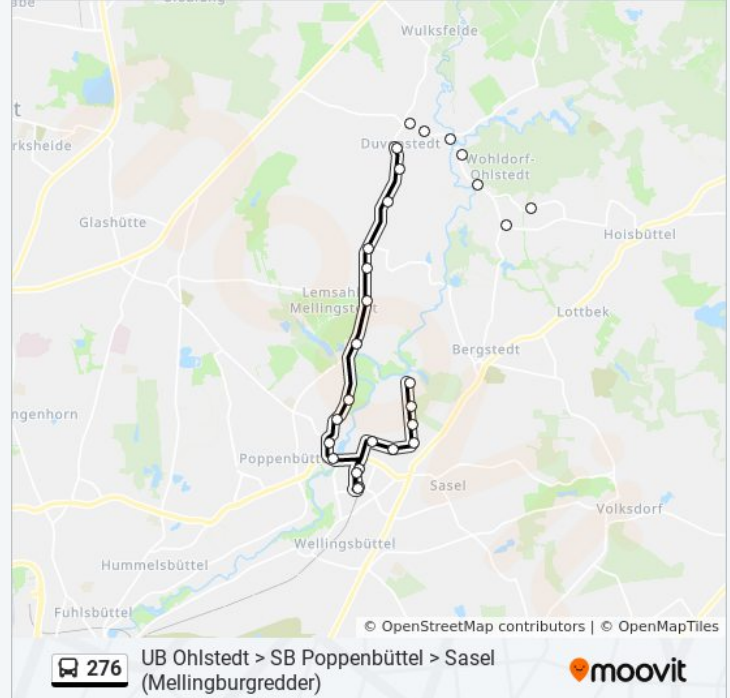 Wulksfelde
t
rksheide
Duvenstedt
Wohldorf-
Ohlstedt
Glashütte
Hoisbüttel
Lemsahl
Mellingstedt
Lottbek
Bergstedt
ngenhorn
Poppenbüttel
Sasel
Volksdorf
Wellingsbüttel
Hummelsbüttel
Fuhlsbüttel
© OpenStreetMap contributors | © OpenMapTiles
276
UB Ohlstedt > SB Poppenbüttel > Sasel
(Mellingburgredder)
moovit